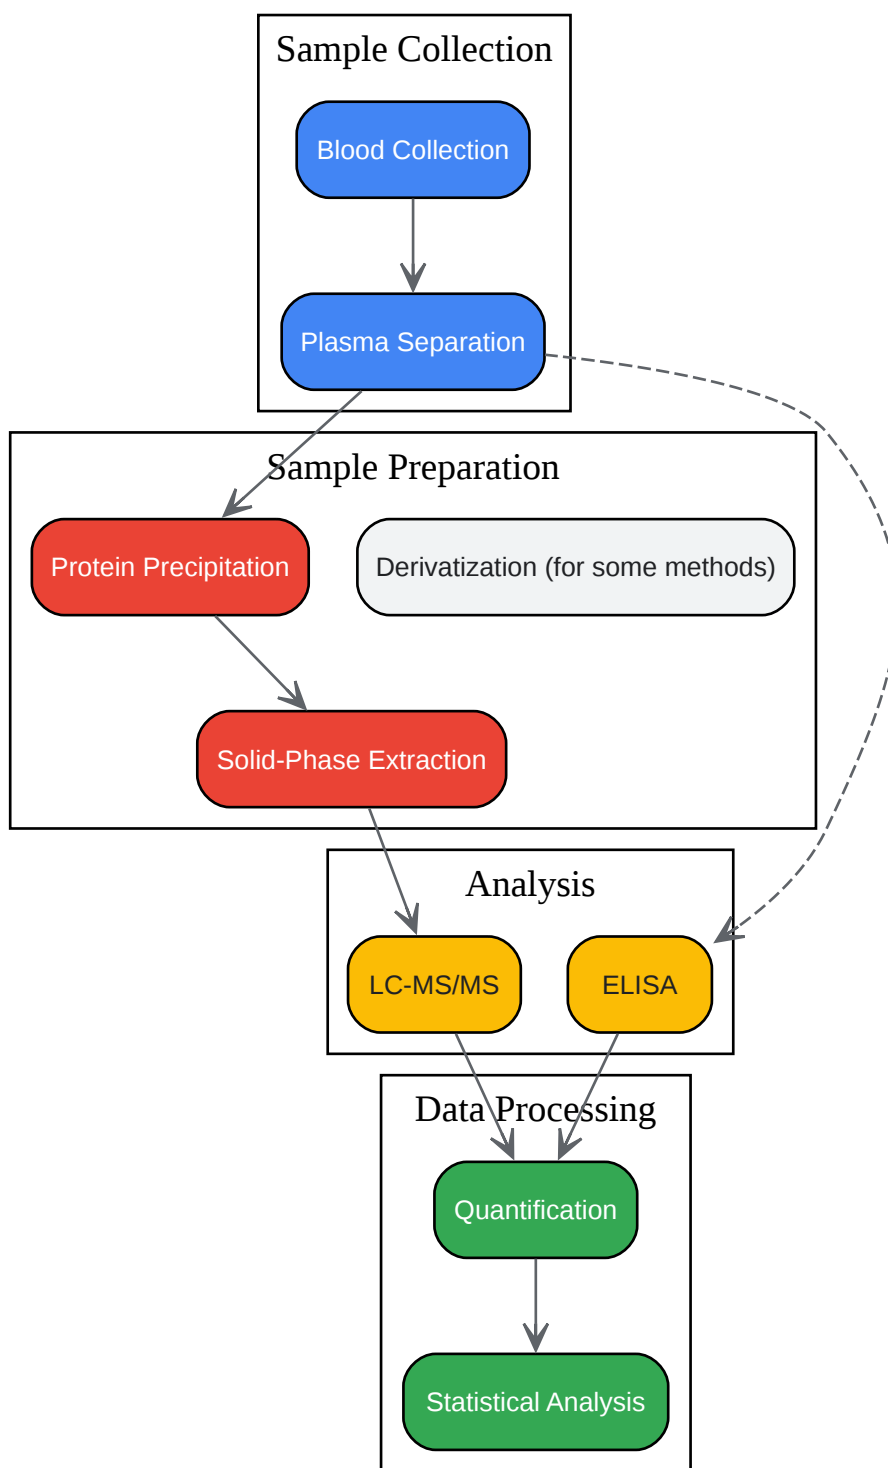 Sample Collection
Blood Collection
Plasma Separation
Sample Preparation
Protein Precipitation
Derivatization (for some methods)
Solid-Phase Extraction
Analysis
LC-MS/MS
ELISA
Data Processing
Quantification
Statistical Analysis